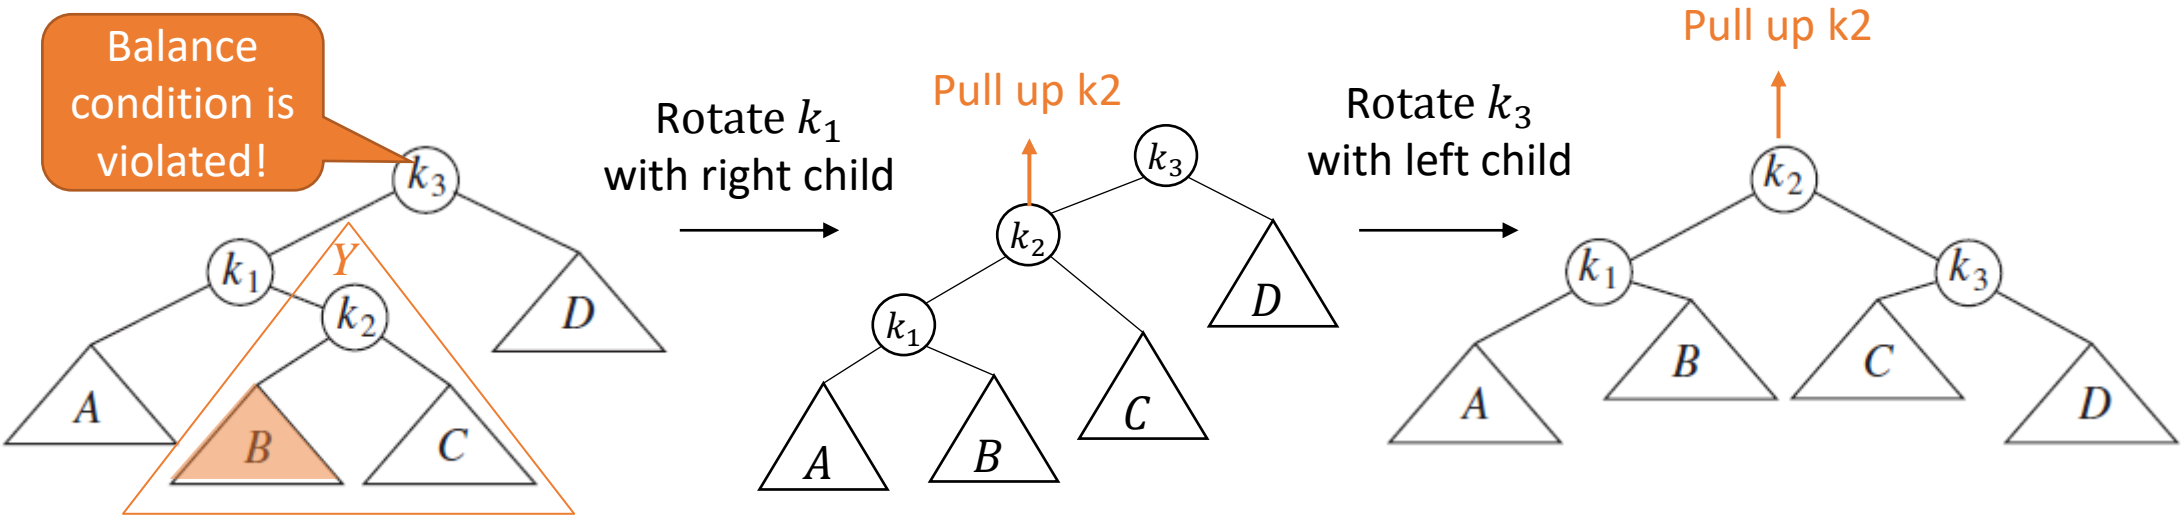 Balance
condition is
violated!
k₃
Y
k₁
k₂
D
A
B
C
Rotate k₁
with right child
Pull up k2
k₃
k₂
D
k₁
C
A
B
Rotate k₃
with left child
Pull up k2
k₂
k₁
k₃
B
C
A
D